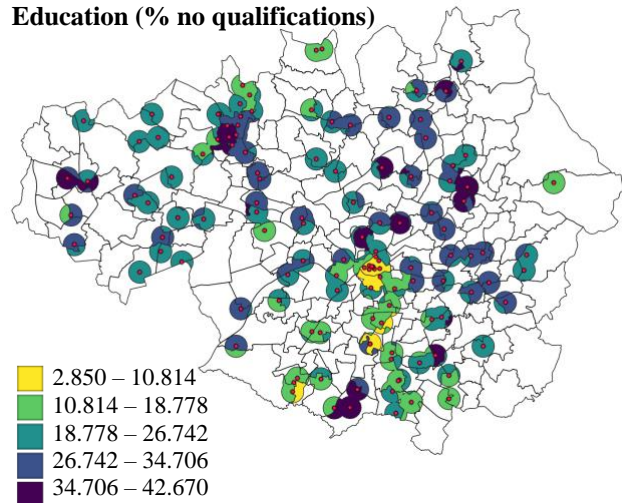 Education (% no qualifications)
2.850 – 10.814
10.814 – 18.778
18.778 – 26.742
26.742 – 34.706
34.706 – 42.670